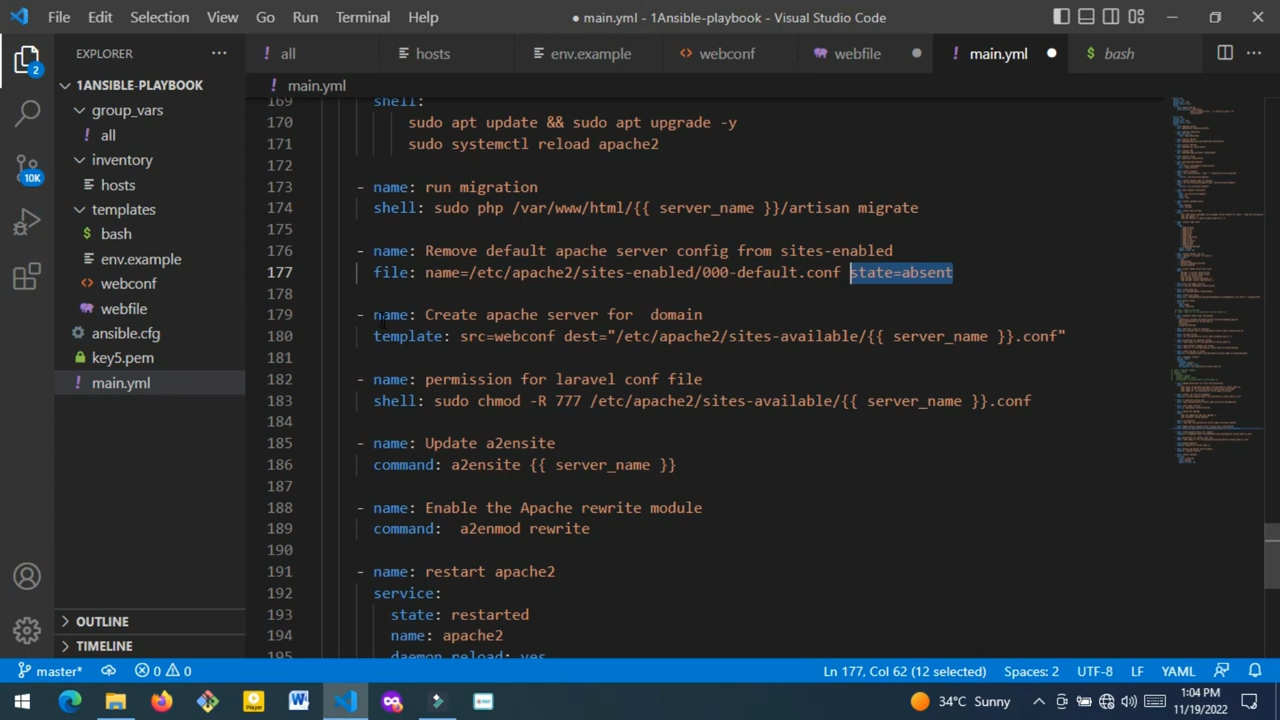 File Edit Selection View Go Run Terminal Help
● main.yml - 1Ansible-playbook - Visual Studio Code
EXPLORER
2
10K
1ANSIBLE-PLAYBOOK
group_vars
! all
inventory
hosts
templates
$ bash
env.example
<> webconf
webfile
ansible.cfg
key5.pem
! main.yml
OUTLINE
TIMELINE
! all
hosts
env.example
<> webconf
webfile
! main.yml
$ bash
! main.yml
169 shell:
170 sudo apt update && sudo apt upgrade -y
171 sudo systemctl reload apache2
172
173 - name: run migration
174 shell: sudo php /var/www/html/{{ server_name }}/artisan migrate
175
176 - name: Remove default apache server config from sites-enabled
177 file: name=/etc/apache2/sites-enabled/000-default.conf state=absent
178
179 - name: Create apache server for  domain
180 template: src=webconf dest="/etc/apache2/sites-available/{{ server_name }}.conf"
181
182 - name: permission for laravel conf file
183 shell: sudo chmod -R 777 /etc/apache2/sites-available/{{ server_name }}.conf
184
185 - name: Update a2ensite
186 command: a2ensite {{ server_name }}
187
188 - name: Enable the Apache rewrite module
189 command:  a2enmod rewrite
190
191 - name: restart apache2
192 service:
193 state: restarted
194 name: apache2
195 daemon_reload: yes
master*
0 0
Ln 177, Col 62 (12 selected)
Spaces: 2
UTF-8
LF
YAML
34°C Sunny
1:04 PM
11/19/2022